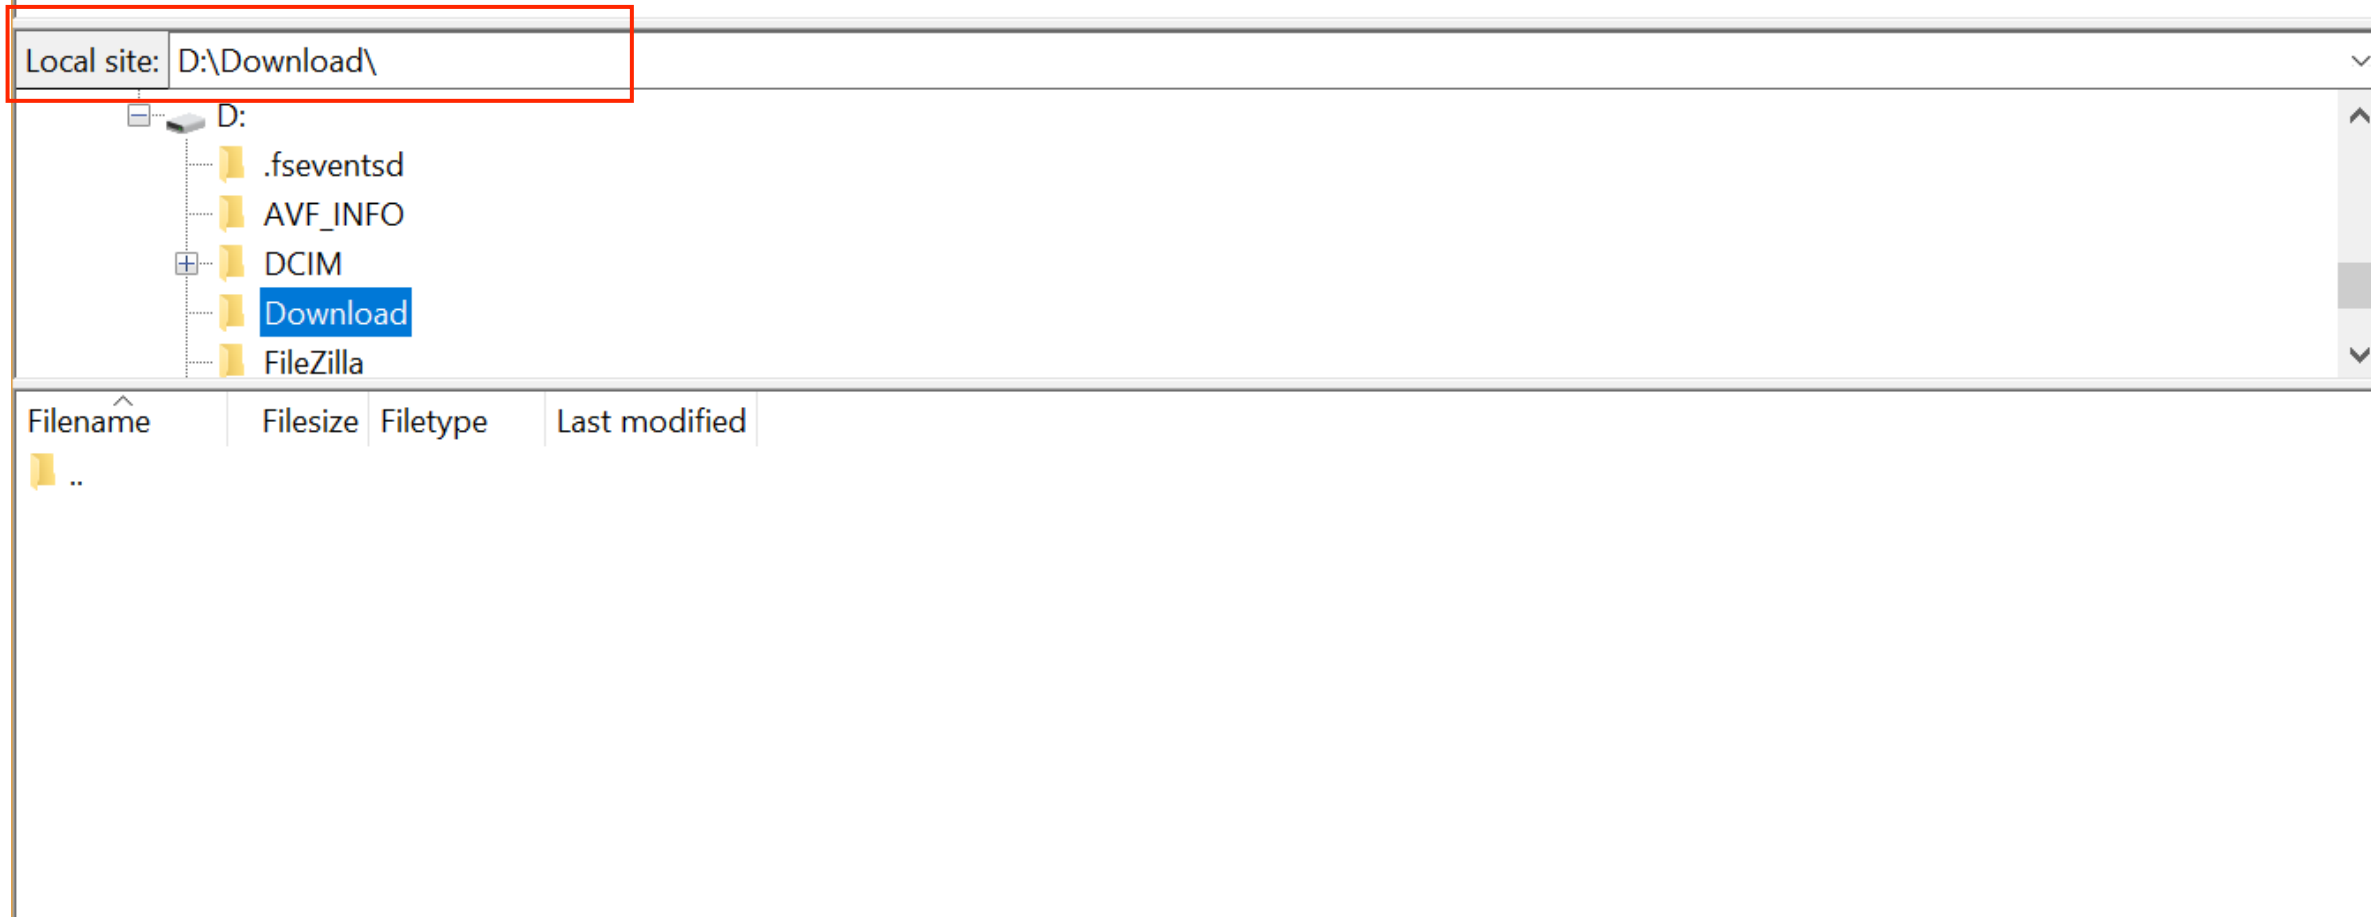 Local site: D:\Download\
D:
.fseventsd
AVF_INFO
DCIM
Download
FileZilla
Filename Filesize Filetype Last modified
..